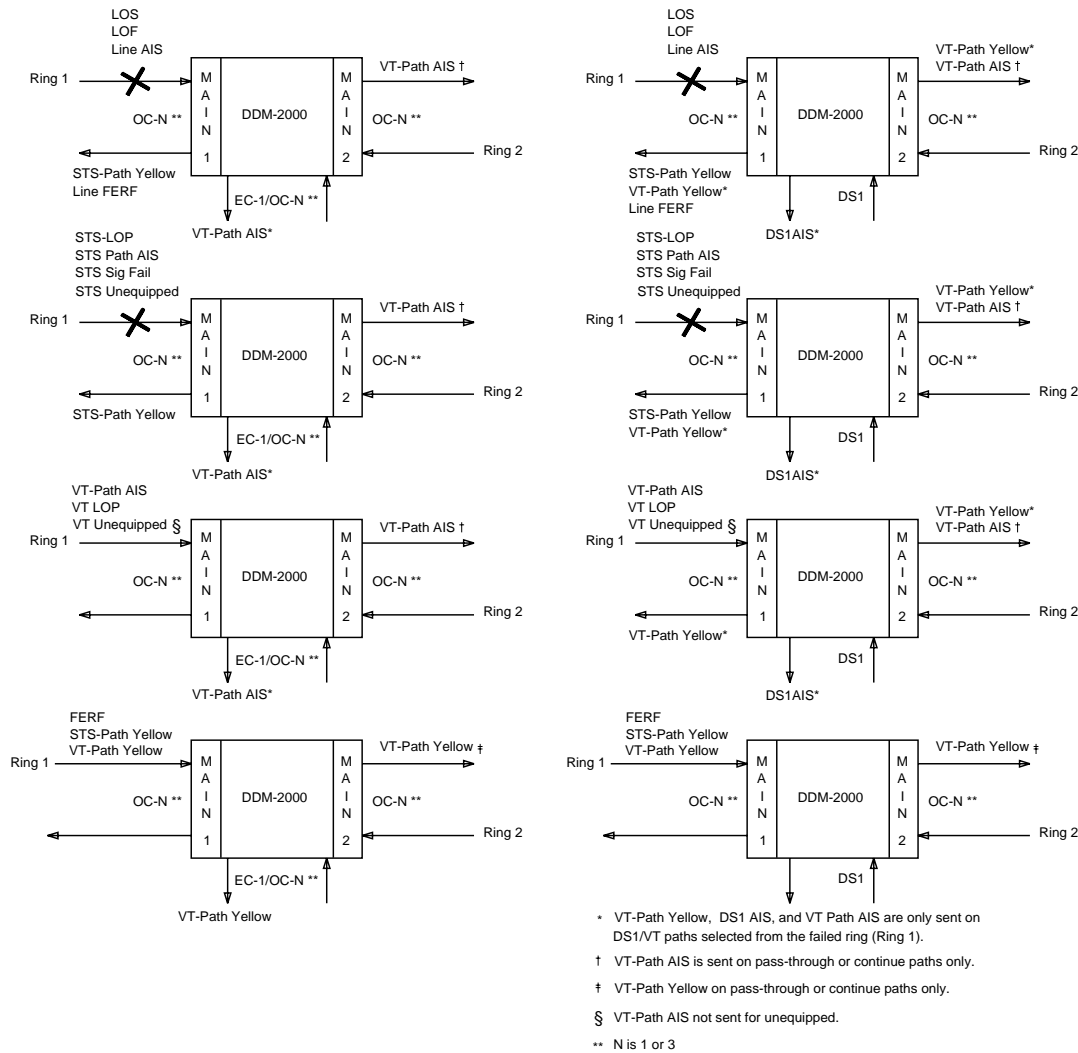 LOS
LOF
Line AIS
Ring 1
VT-Path AIS †
OC-N **
M
A
I
N
1
DDM-2000
M
A
I
N
2
OC-N **
Ring 2
STS-Path Yellow
Line FERF
EC-1/OC-N **
VT-Path AIS*
LOS
LOF
Line AIS
Ring 1
VT-Path Yellow*
VT-Path AIS †
OC-N **
M
A
I
N
1
DDM-2000
M
A
I
N
2
OC-N **
Ring 2
STS-Path Yellow
VT-Path Yellow*
Line FERF
DS1
DS1AIS*
STS-LOP
STS Path AIS
STS Sig Fail
STS Unequipped
Ring 1
VT-Path AIS †
OC-N **
M
A
I
N
1
DDM-2000
M
A
I
N
2
OC-N **
Ring 2
STS-Path Yellow
EC-1/OC-N **
VT-Path AIS*
STS-LOP
STS Path AIS
STS Sig Fail
STS Unequipped
Ring 1
VT-Path Yellow*
VT-Path AIS †
OC-N **
M
A
I
N
1
DDM-2000
M
A
I
N
2
OC-N **
Ring 2
STS-Path Yellow
VT-Path Yellow*
DS1
DS1AIS*
VT-Path AIS
VT LOP
VT Unequipped §
Ring 1
VT-Path AIS †
OC-N **
M
A
I
N
1
DDM-2000
M
A
I
N
2
OC-N **
Ring 2
EC-1/OC-N **
VT-Path AIS*
VT-Path AIS
VT LOP
VT Unequipped §
Ring 1
VT-Path Yellow*
VT-Path AIS †
OC-N **
M
A
I
N
1
DDM-2000
M
A
I
N
2
OC-N **
Ring 2
VT-Path Yellow*
DS1
DS1AIS*
FERF
STS-Path Yellow
VT-Path Yellow
Ring 1
VT-Path Yellow ‡
OC-N **
M
A
I
N
1
DDM-2000
M
A
I
N
2
OC-N **
Ring 2
EC-1/OC-N **
VT-Path Yellow
FERF
STS-Path Yellow
VT-Path Yellow
Ring 1
VT-Path Yellow ‡
OC-N **
M
A
I
N
1
DDM-2000
M
A
I
N
2
OC-N **
Ring 2
DS1
* VT-Path Yellow, DS1 AIS, and VT Path AIS are only sent on
DS1/VT paths selected from the failed ring (Ring 1).
† VT-Path AIS is sent on pass-through or continue paths only.
‡ VT-Path Yellow on pass-through or continue paths only.
§ VT-Path AIS not sent for unequipped.
** N is 1 or 3